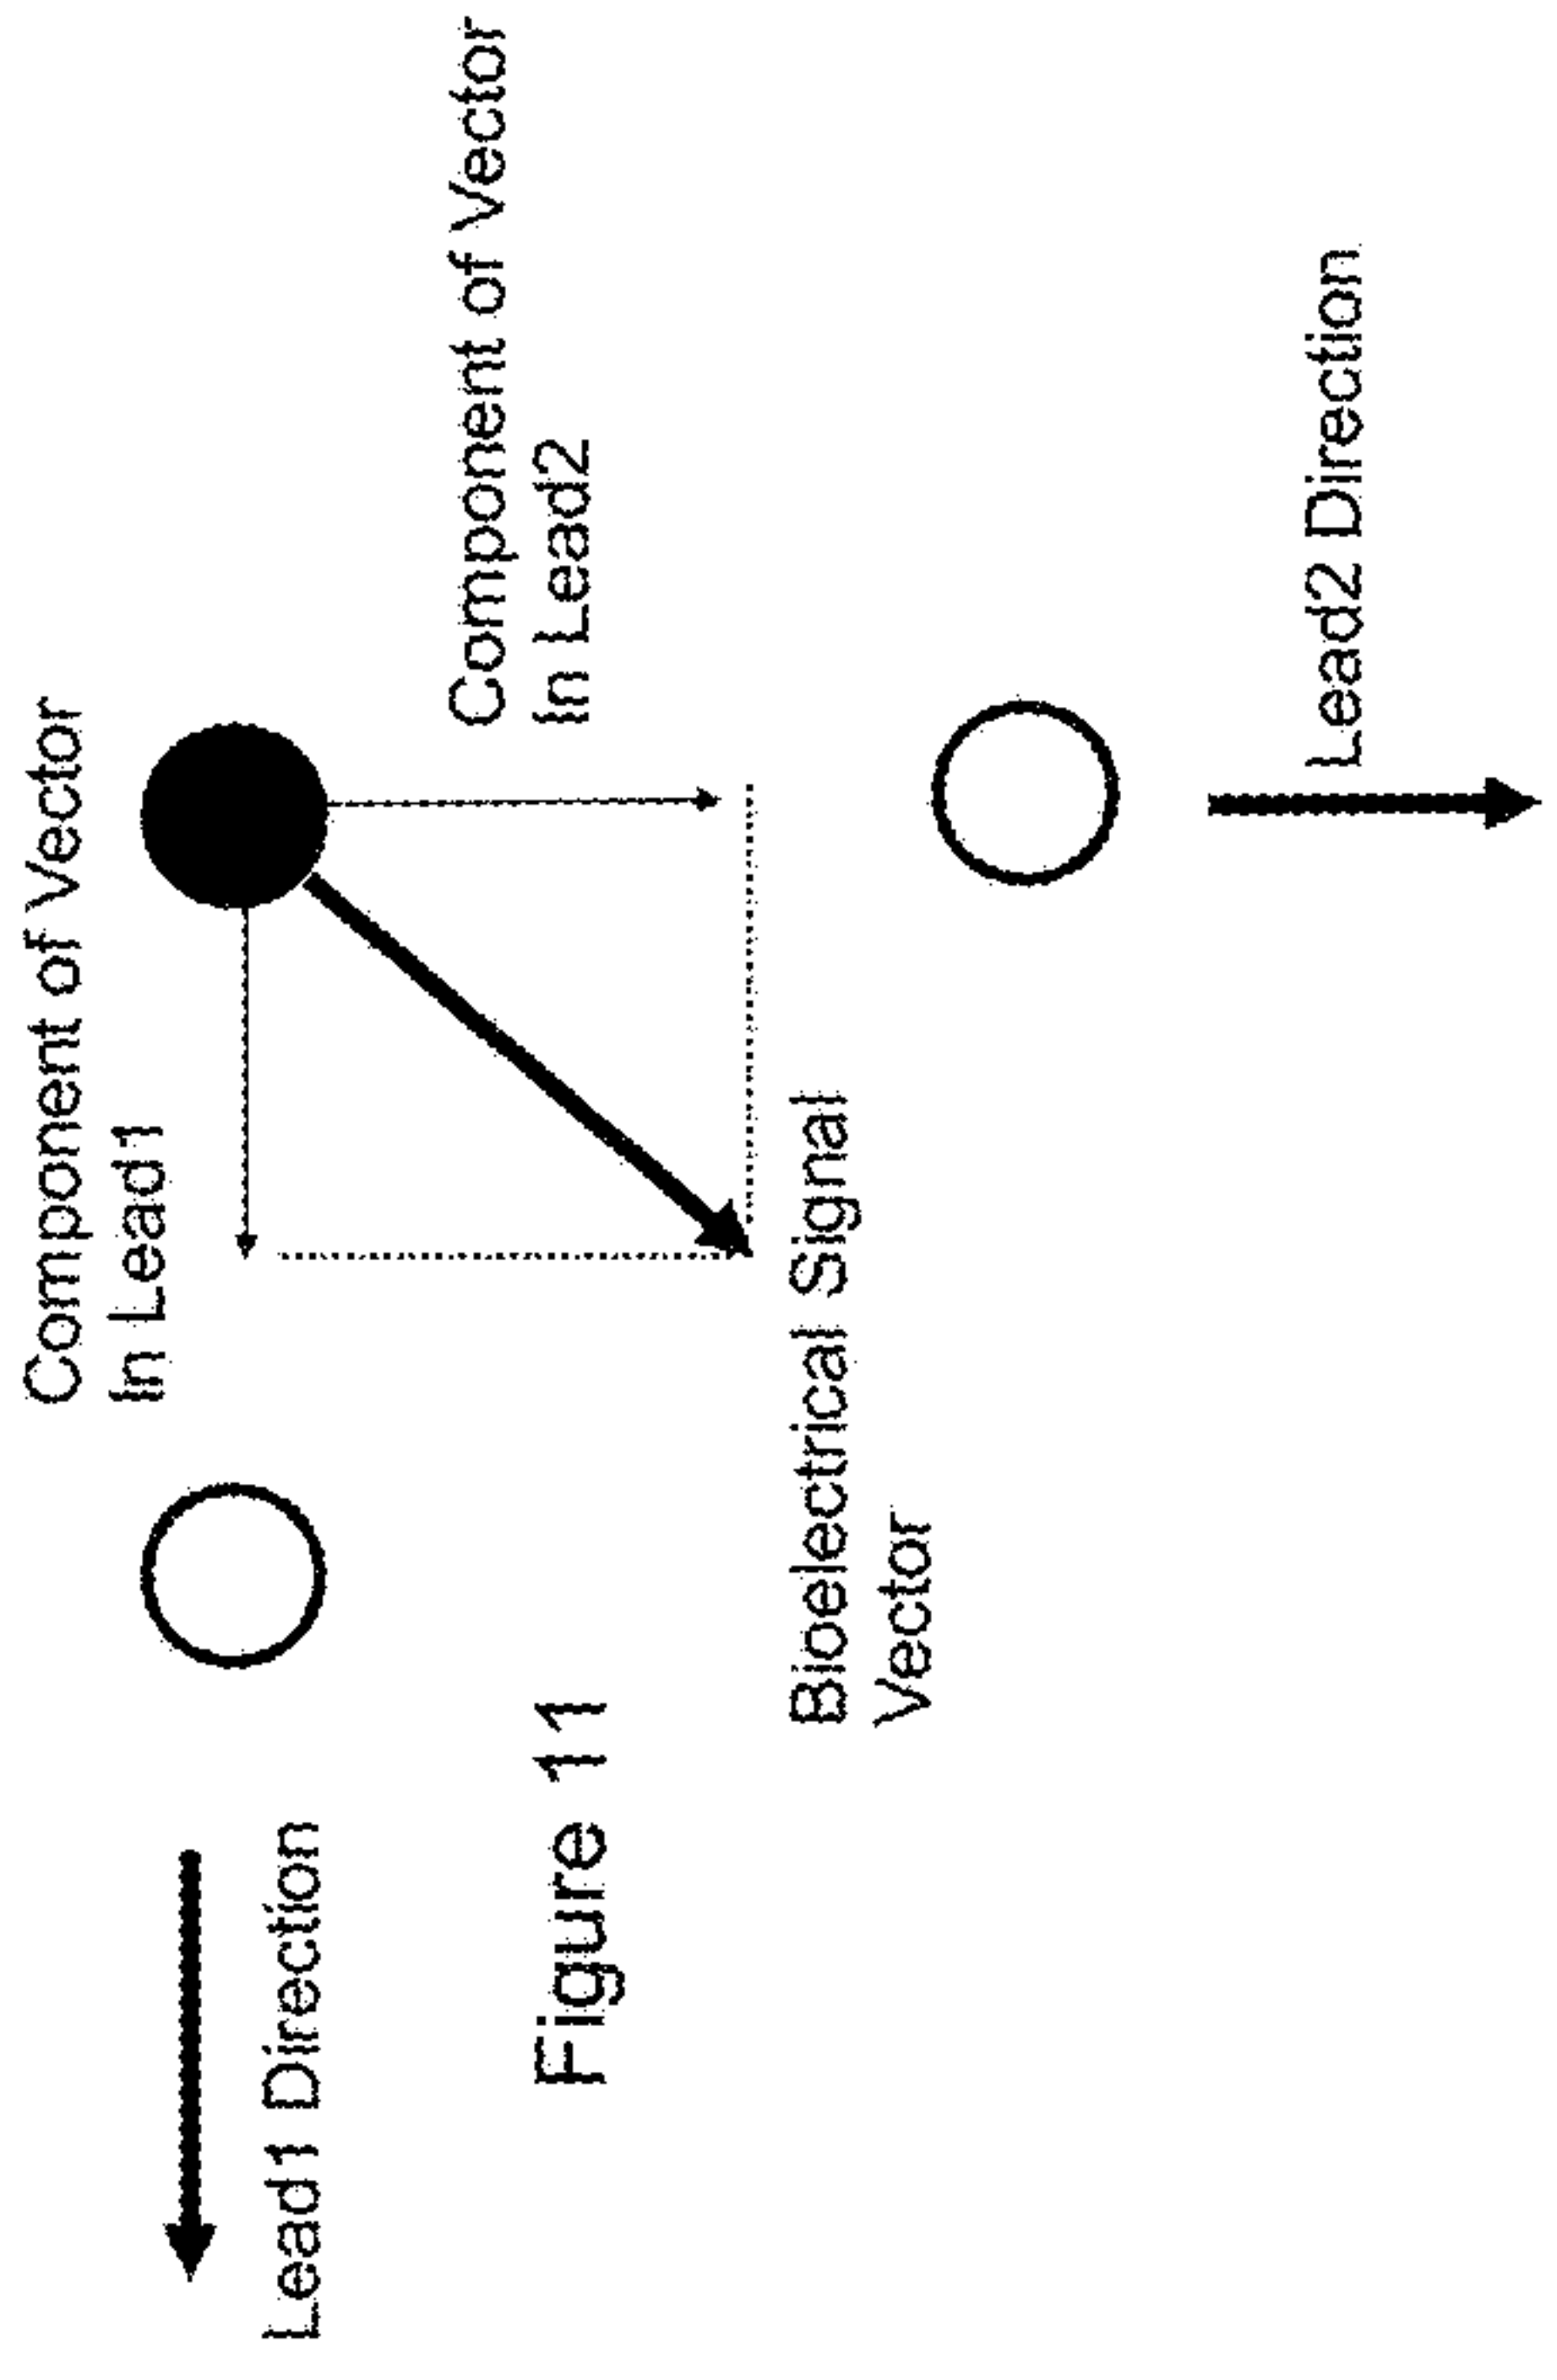 Component of Vector
In Lead1
Component of Vector
In Lead2
Lead1 Direction
Figure 11
Bioelectrical Signal
Vector
Lead2 Direction